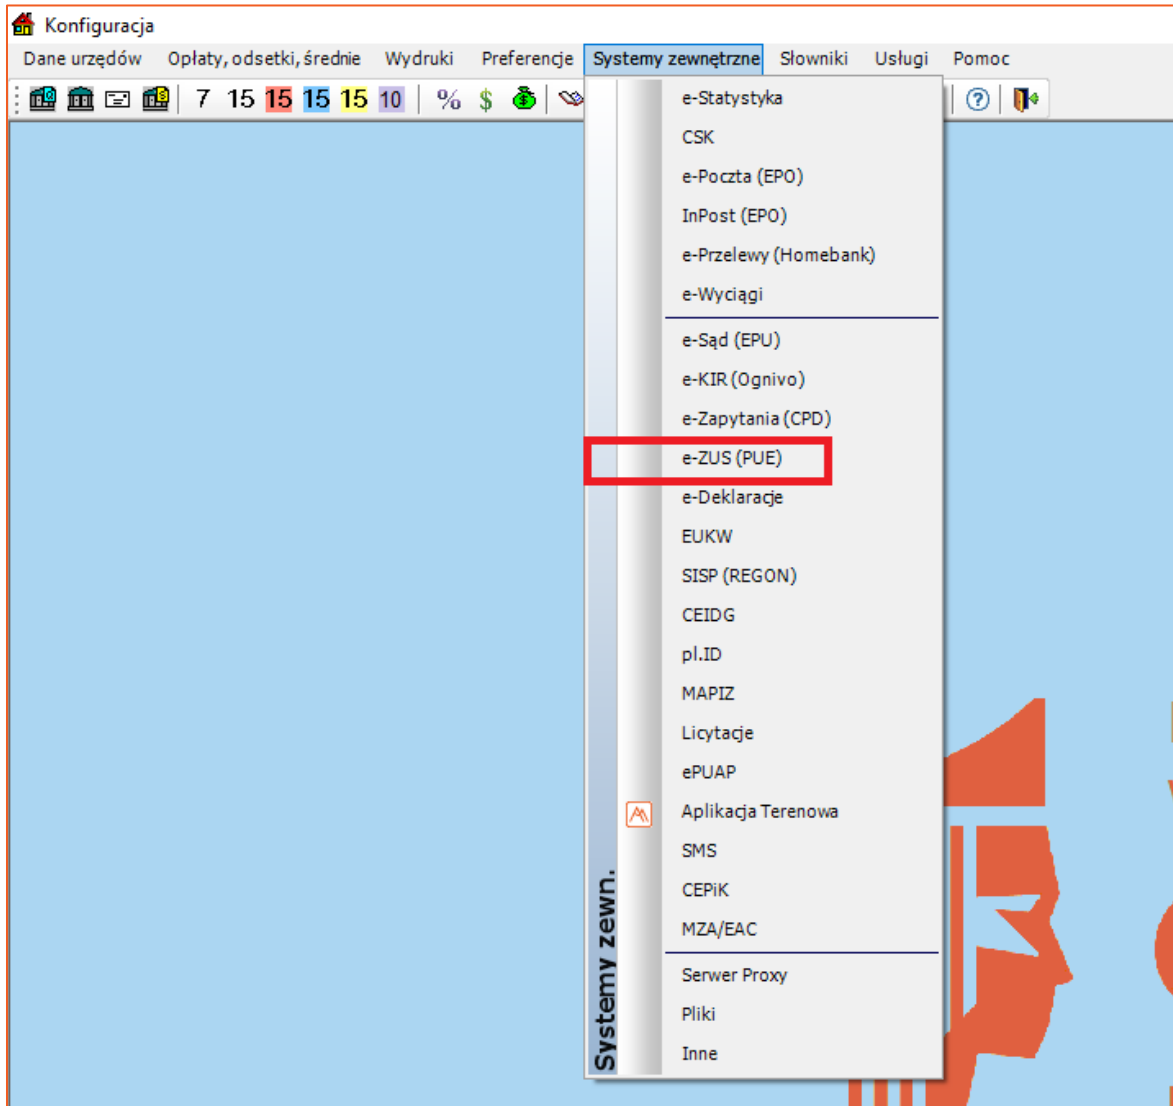 Konfiguracja
Dane urzędów Opłaty, odsetki, średnie Wydruki Preferencje Systemy zewnętrzne Słowniki Usługi Pomoc
7 15 15 15 15 10 % $ $ ?
e-Statystyka
CSK
e-Poczta (EPO)
InPost (EPO)
e-Przelewy (Homebank)
e-Wyciągi
e-Sąd (EPU)
e-KIR (Ognivo)
e-Zapytania (CPD)
e-ZUS (PUE)
e-Deklaracje
EUKW
SISP (REGON)
CEIDG
pl.ID
MAPIZ
Licytacje
ePUAP
Aplikacja Terenowa
SMS
CEPiK
MZA/EAC
Serwer Proxy
Pliki
Inne
Systemy zewn.